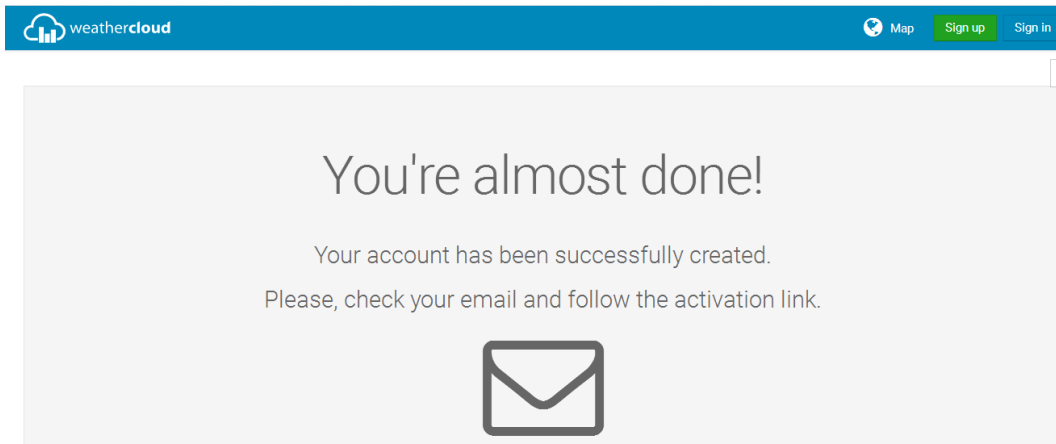 weathercloud
Map
Sign up
Sign in
You're almost done!
Your account has been successfully created.
Please, check your email and follow the activation link.